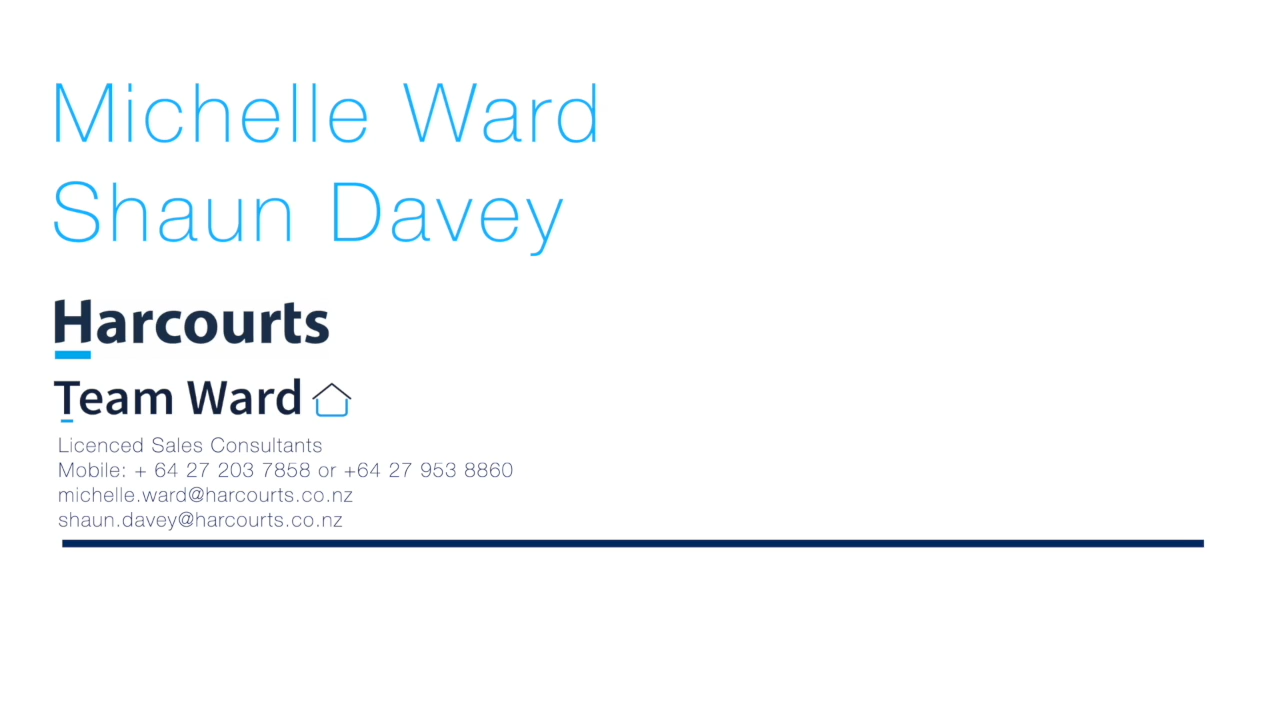 Michelle Ward
Shaun Davey
Harcourts
Team Ward
Licenced Sales Consultants
Mobile: + 64 27 203 7858 or +64 27 953 8860
michelle.ward@harcourts.co.nz
shaun.davey@harcourts.co.nz